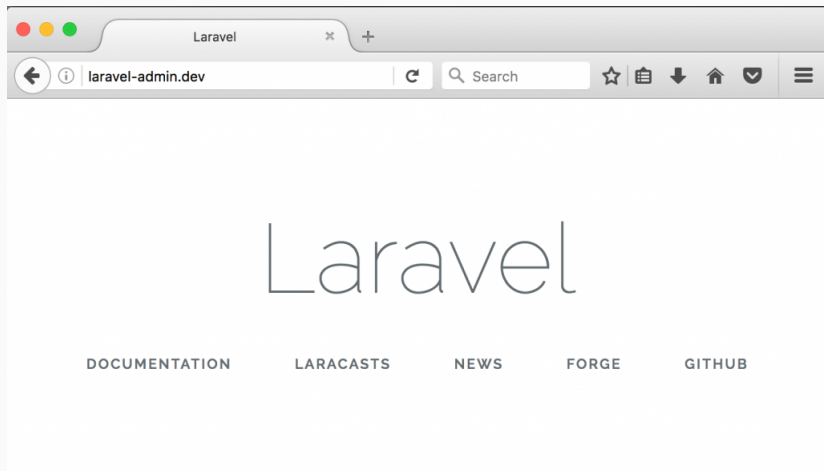 Laravel
laravel-admin.dev Search
Laravel
DOCUMENTATION LARACASTS NEWS FORGE GITHUB